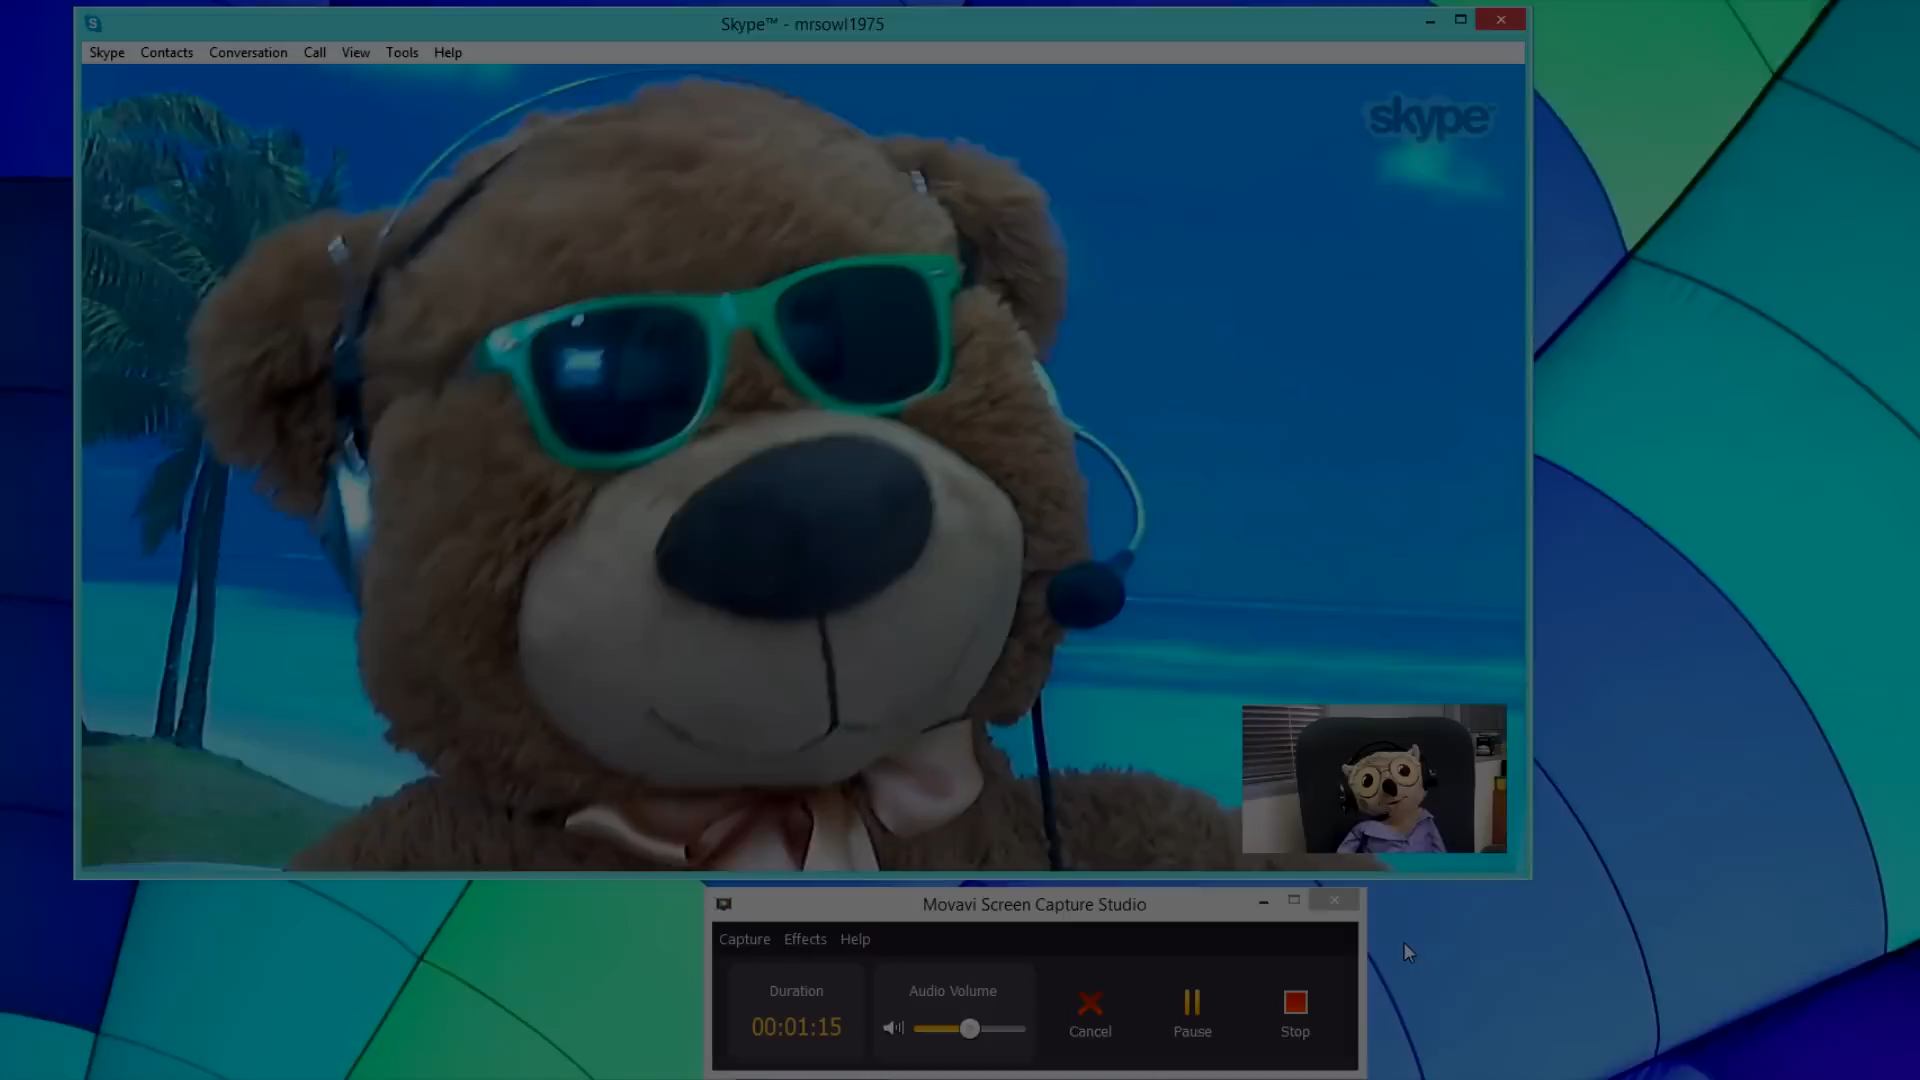 Skype™ - mrsowl1975
Skype Contacts Conversation Call View Tools Help
skype™
Movavi Screen Capture Studio
Capture Effects Help
Duration
00:01:15
Audio Volume
Cancel
Pause
Stop